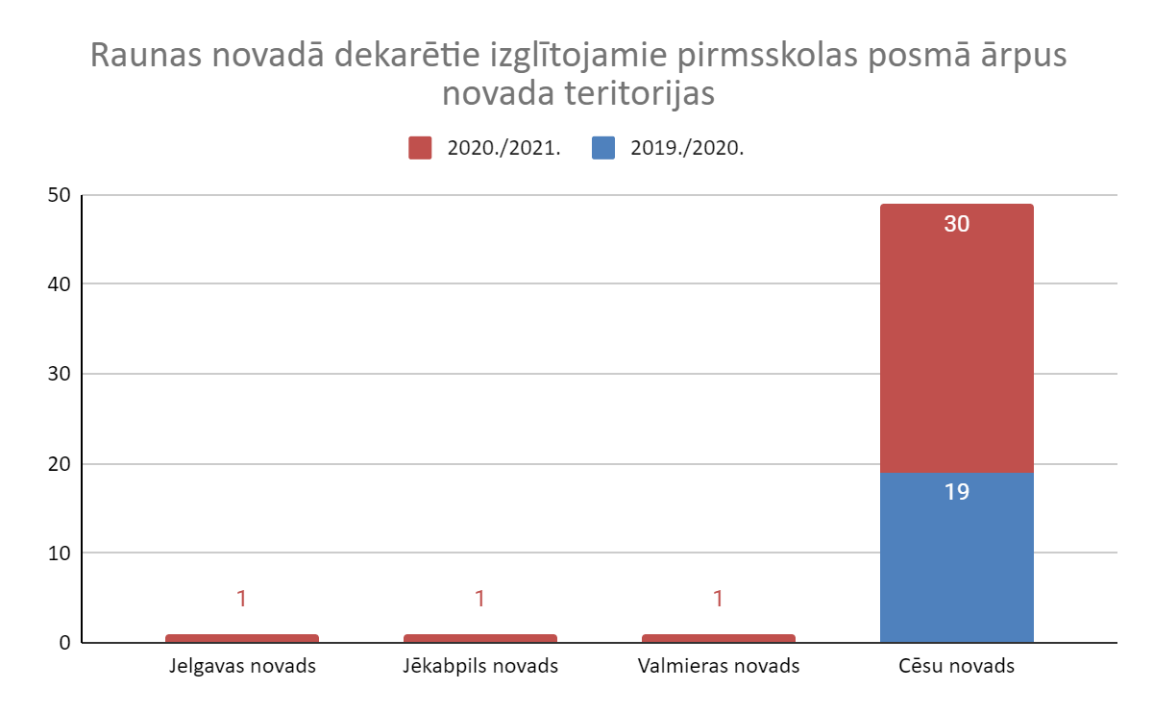 Raunas novadā dekarētie izglītojamie pirmsskolas posmā ārpus
novada teritorijas
2020./2021. 2019./2020.
50
30
40
30
20
19
10
1 1 1
0
Jelgavas novads Jēkabpils novads Valmieras novads Cēsu novads